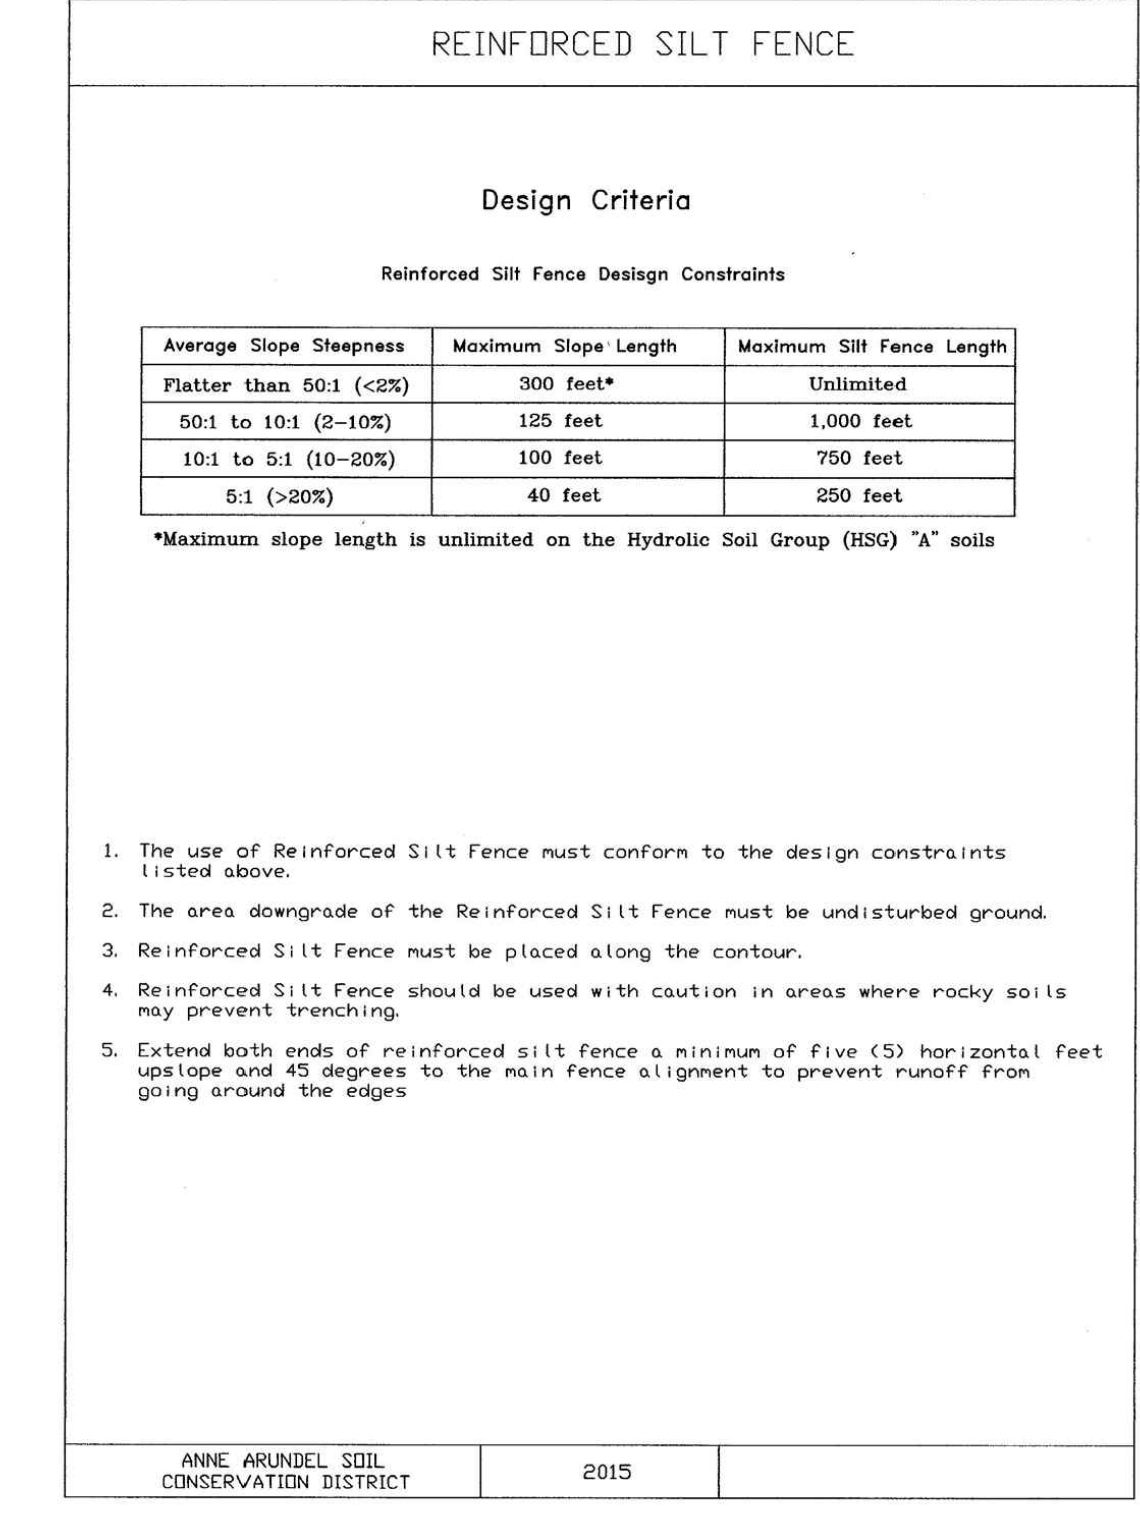 REINFORCED SILT FENCE
Design Criteria
Reinforced Silt Fence Desisgn Constraints
Average Slope Steepness Maximum Slope Length Maximum Silt Fence Length
Flatter than 50:1 (<2%) 300 feet* Unlimited
50:1 to 10:1 (2-10%) 125 feet 1,000 feet
10:1 to 5:1 (10-20%) 100 feet 750 feet
5:1 (>20%) 40 feet 250 feet
*Maximum slope length is unlimited on the Hydrolic Soil Group (HSG) "A" soils
1. The use of Reinforced Silt Fence must conform to the design constraints
listed above.
2. The area downgrade of the Reinforced Silt Fence must be undisturbed ground.
3. Reinforced Silt Fence must be placed along the contour.
4. Reinforced Silt Fence should be used with caution in areas where rocky soils
may prevent trenching.
5. Extend both ends of reinforced silt fence a minimum of five (5) horizontal feet
upslope and 45 degrees to the main fence alignment to prevent runoff from
going around the edges
ANNE ARUNDEL SOIL
CONSERVATION DISTRICT
2015